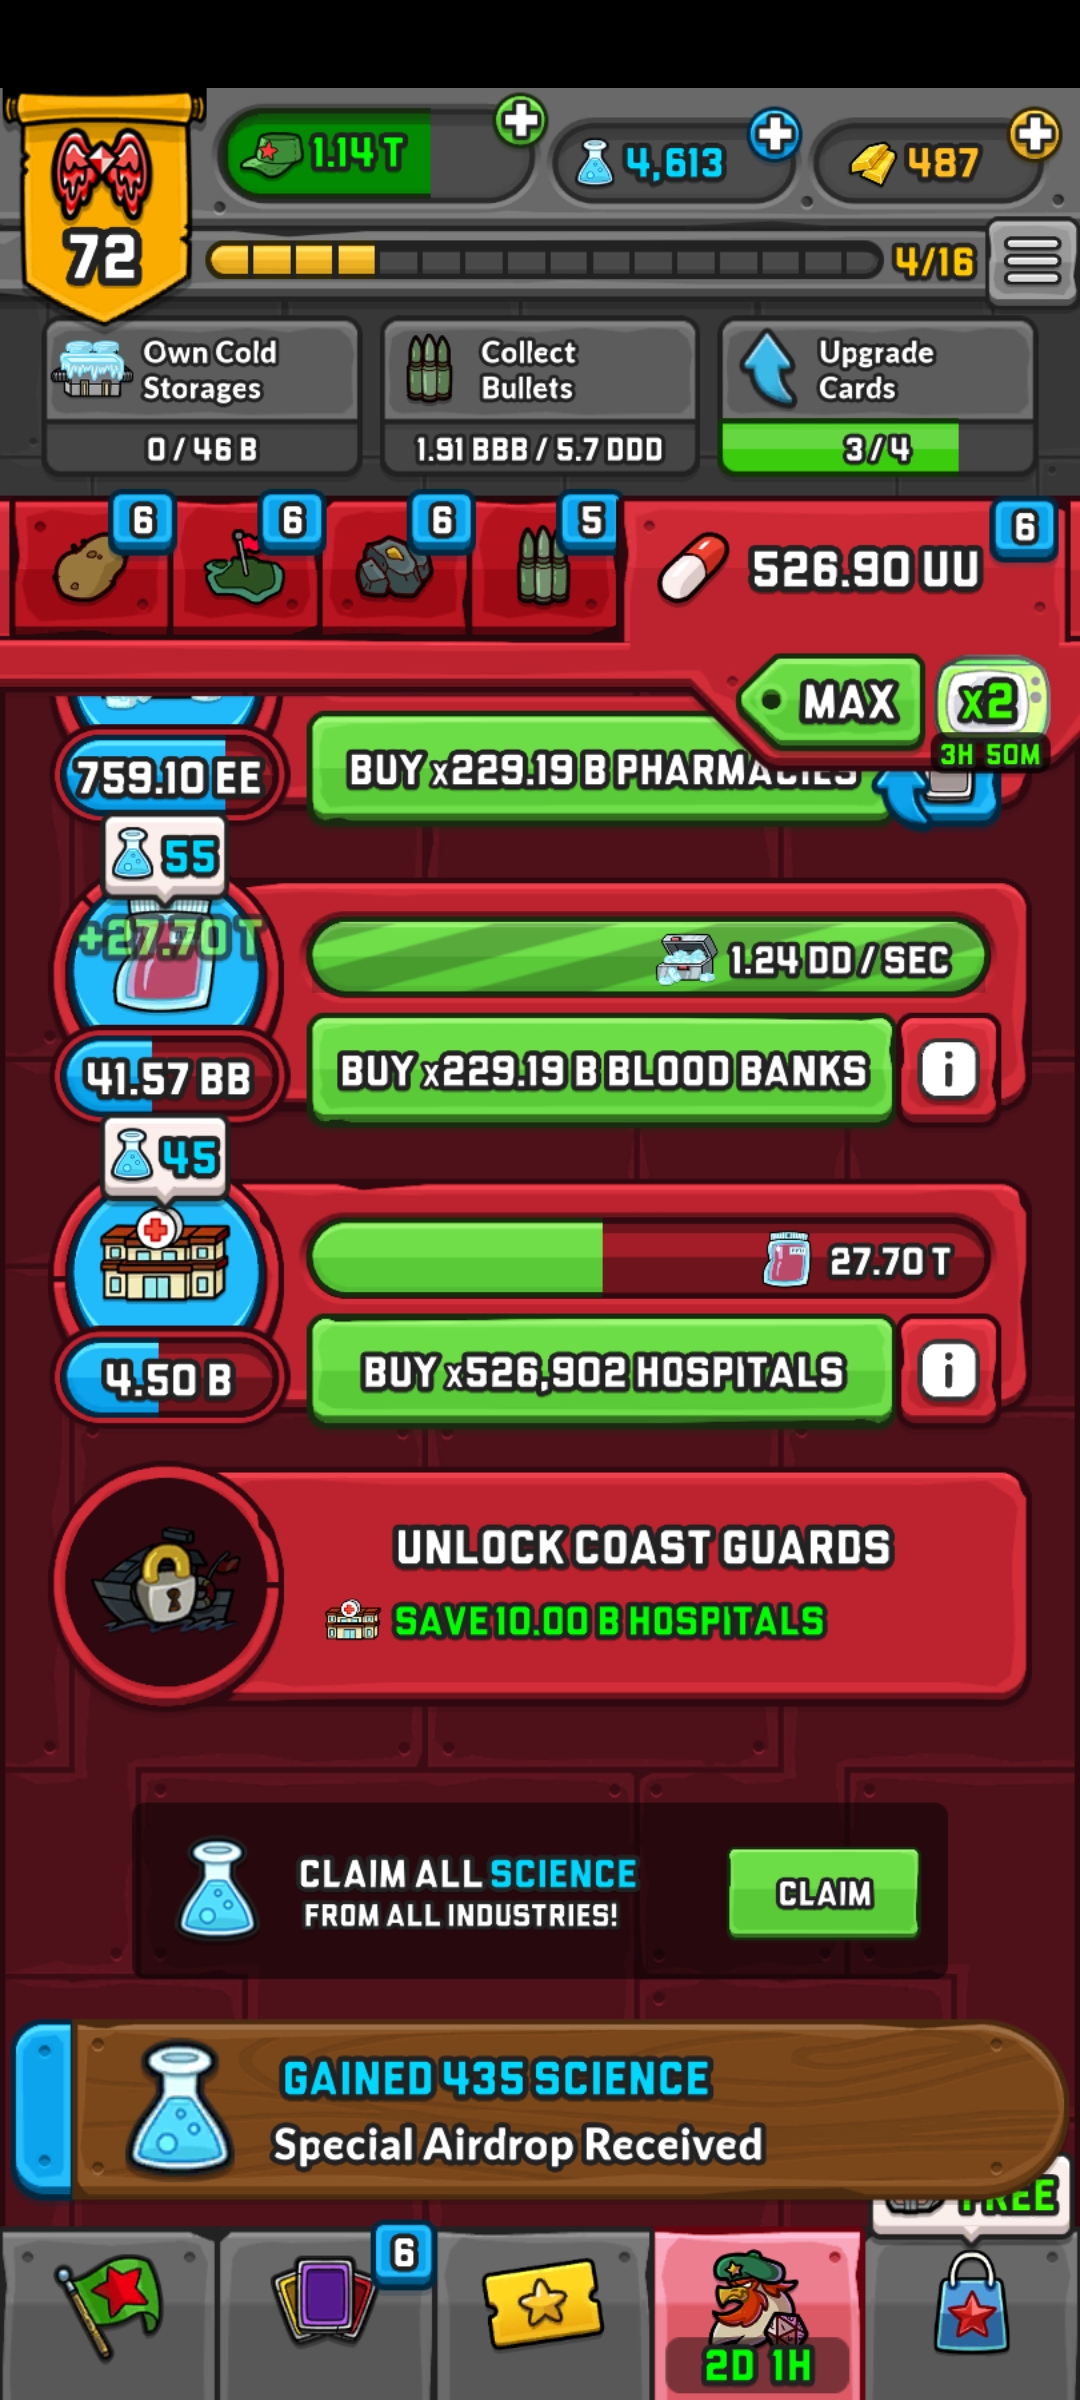 1.14 T
4,613
487
72
4/16
Own Cold
Storages
0 / 46 B
Collect
Bullets
1.91 BBB / 5.7 DDD
Upgrade
Cards
3/4
6
6
6
5
6
526.90 UU
MAX
x2
3H 50M
759.10 EE
BUY x229.19 B PHARMACIES
55
+27.70 T
1.24 DD / SEC
41.57 BB
BUY x229.19 B BLOOD BANKS
i
45
27.70 T
4.50 B
BUY x526,902 HOSPITALS
i
UNLOCK COAST GUARDS
SAVE 10.00 B HOSPITALS
CLAIM ALL SCIENCE
FROM ALL INDUSTRIES!
CLAIM
GAINED 435 SCIENCE
Special Airdrop Received
FREE
6
2D 1H